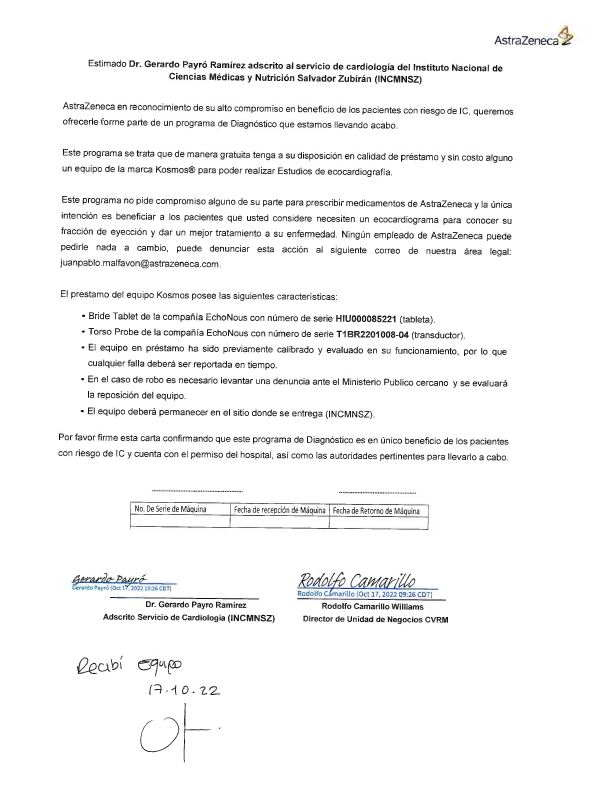 AstraZeneca
Estimado Dr. Gerardo Payró Ramírez adscrito al servicio de cardiología del Instituto Nacional de
Ciencias Médicas y Nutrición Salvador Zubirán (INCMNSZ)
AstraZeneca en reconocimiento de su alto compromiso en beneficio de los pacientes con riesgo de IC, queremos
ofrecerle forme parte de un programa de Diagnóstico que estamos llevando acabo.
Este programa se trata que de manera gratuita tenga a su disposición en calidad de préstamo y sin costo alguno
un equipo de la marca Kosmos® para poder realizar Estudios de ecocardiografía.
Este programa no pide compromiso alguno de su parte para prescribir medicamentos de AstraZeneca y la única
intención es beneficiar a los pacientes que usted considere necesiten un ecocardiograma para conocer su
fracción de eyección y dar un mejor tratamiento a su enfermedad. Ningún empleado de AstraZeneca puede
pedirle nada a cambio, puede denunciar esta acción al siguiente correo de nuestra área legal:
juanpablo.malfavon@astrazeneca.com.
El prestamo del equipo Kosmos posee las siguientes características:
• Bride Tablet de la compañía EchoNous con número de serie HIU000085221 (tableta).
• Torso Probe de la compañía EchoNous con número de serie T1BR2201008-04 (transductor).
• El equipo en préstamo ha sido previamente calibrado y evaluado en su funcionamiento, por lo que
cualquier falla deberá ser reportada en tiempo.
• En el caso de robo es necesario levantar una denuncia ante el Ministerio Publico cercano y se evaluará
la reposición del equipo.
• El equipo deberá permanecer en el sitio donde se entrega (INCMNSZ).
Por favor firme esta carta confirmando que este programa de Diagnóstico es en único beneficio de los pacientes
con riesgo de IC y cuenta con el permiso del hospital, así como las autoridades pertinentes para llevarlo a cabo.
No. De Serie de Máquina Fecha de recepción de Máquina Fecha de Retorno de Máquina
Gerardo Payró Rodolfo Camarillo
Gerardo Payró (Oct 17, 2022 10:26 CDT) Rodolfo Camarillo (Oct 17, 2022 09:26 CDT)
Dr. Gerardo Payro Ramirez Rodolfo Camarillo Williams
Adscrito Servicio de Cardiología (INCMNSZ) Director de Unidad de Negocios CVRM
Recibí equipo
17.10.22